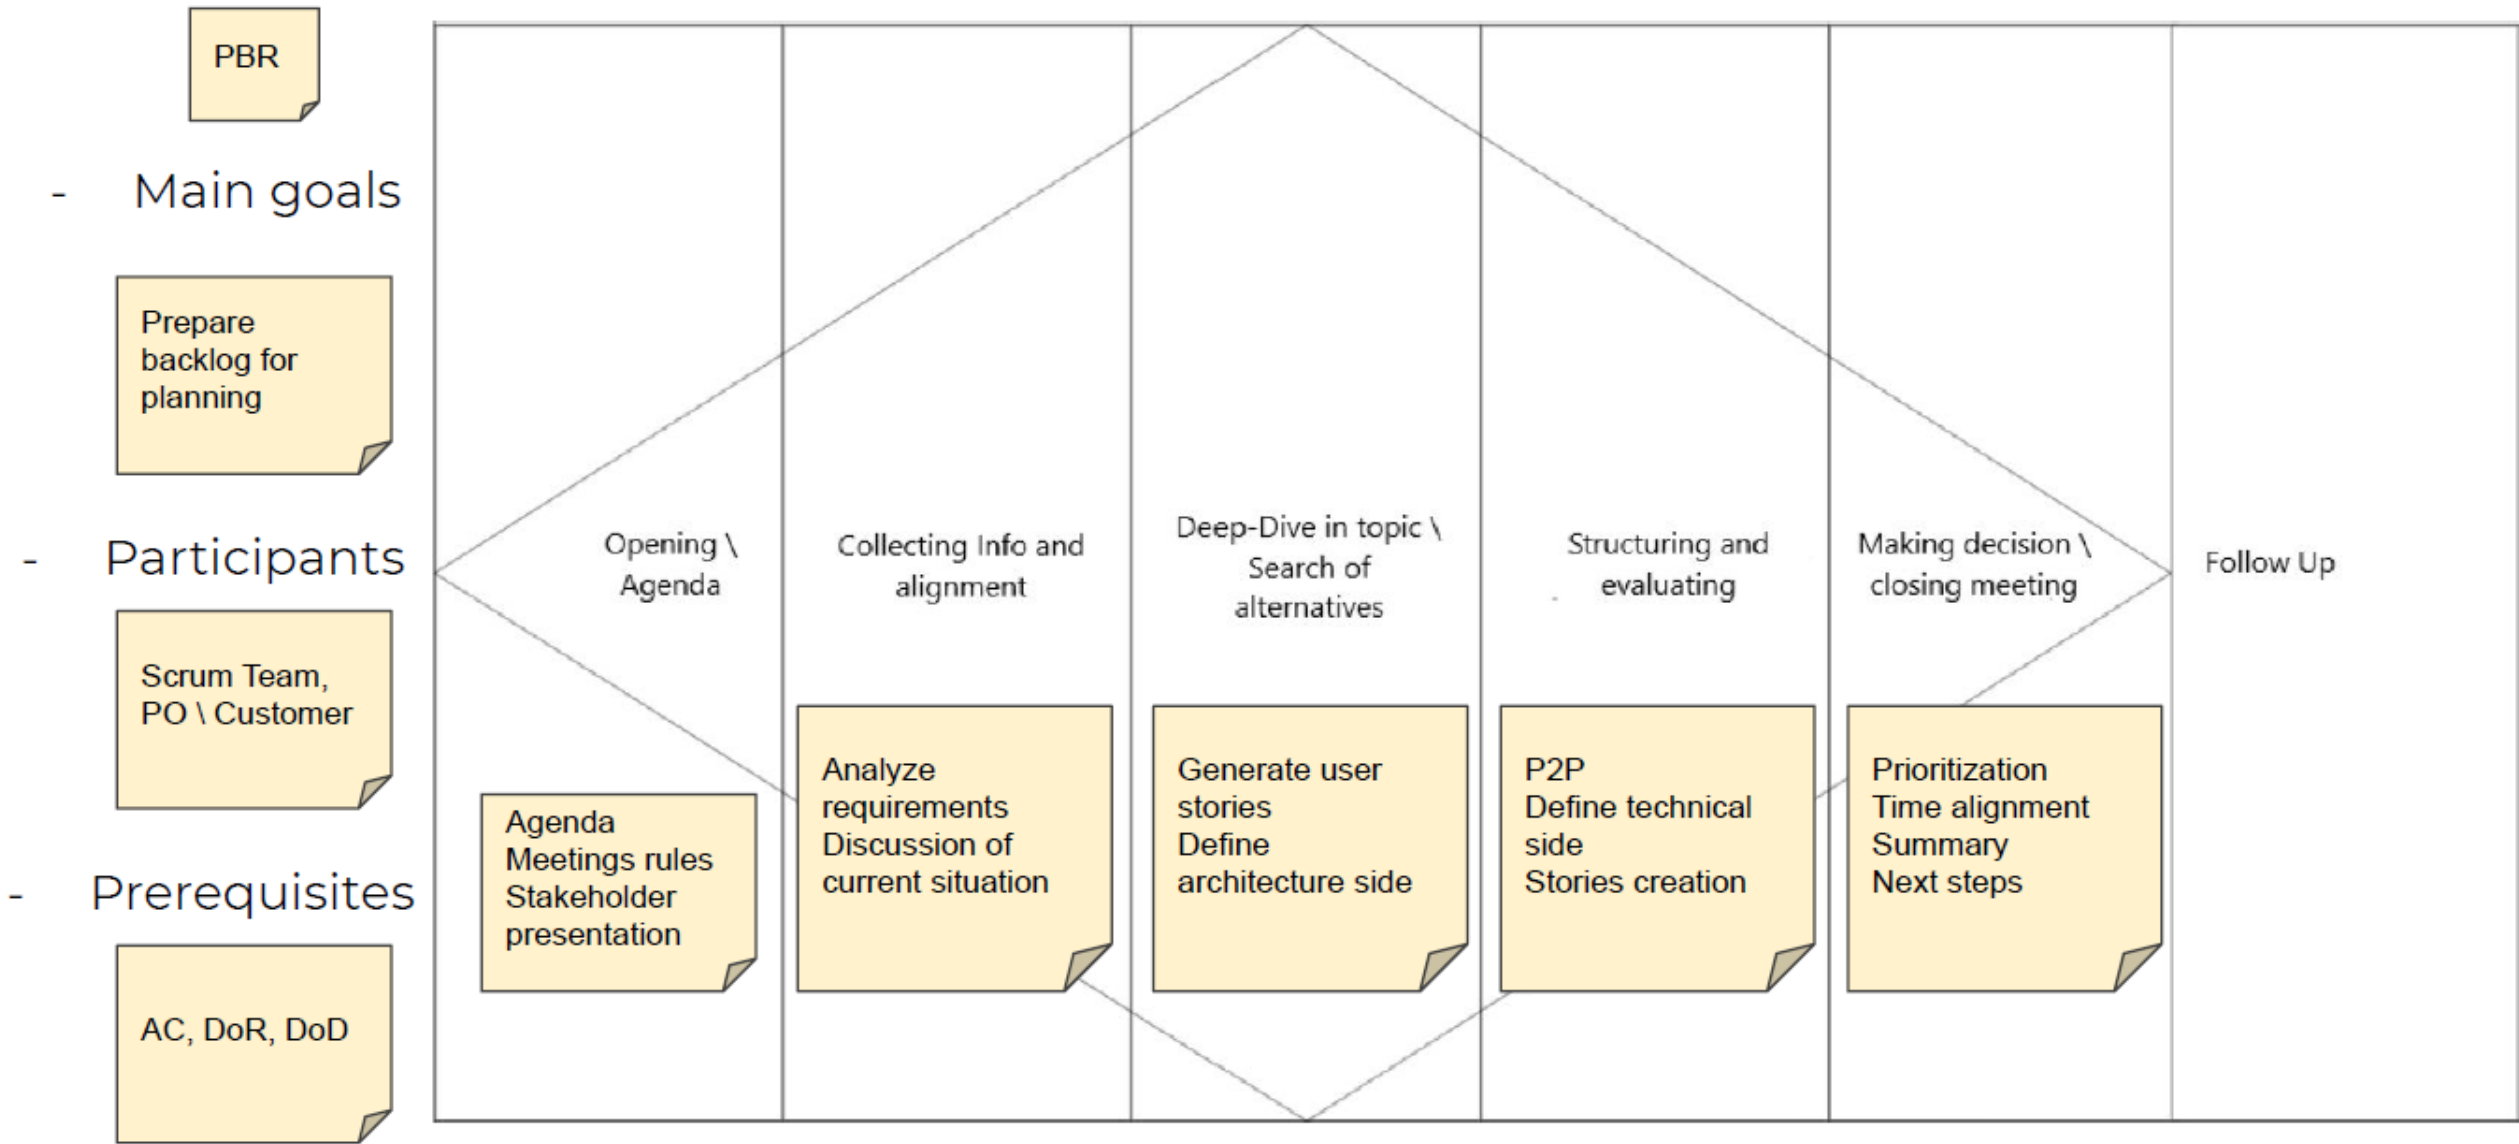 PBR
- Main goals
Prepare
backlog for
planning
- Participants
Scrum Team,
PO \ Customer
- Prerequisites
AC, DoR, DoD
Opening \
Agenda
Agenda
Meetings rules
Stakeholder
presentation
Collecting Info and
alignment
Analyze
requirements
Discussion of
current situation
Deep-Dive in topic \
Search of
alternatives
Generate user
stories
Define
architecture side
Structuring and
evaluating
P2P
Define technical
side
Stories creation
Making decision \
closing meeting
Prioritization
Time alignment
Summary
Next steps
Follow Up